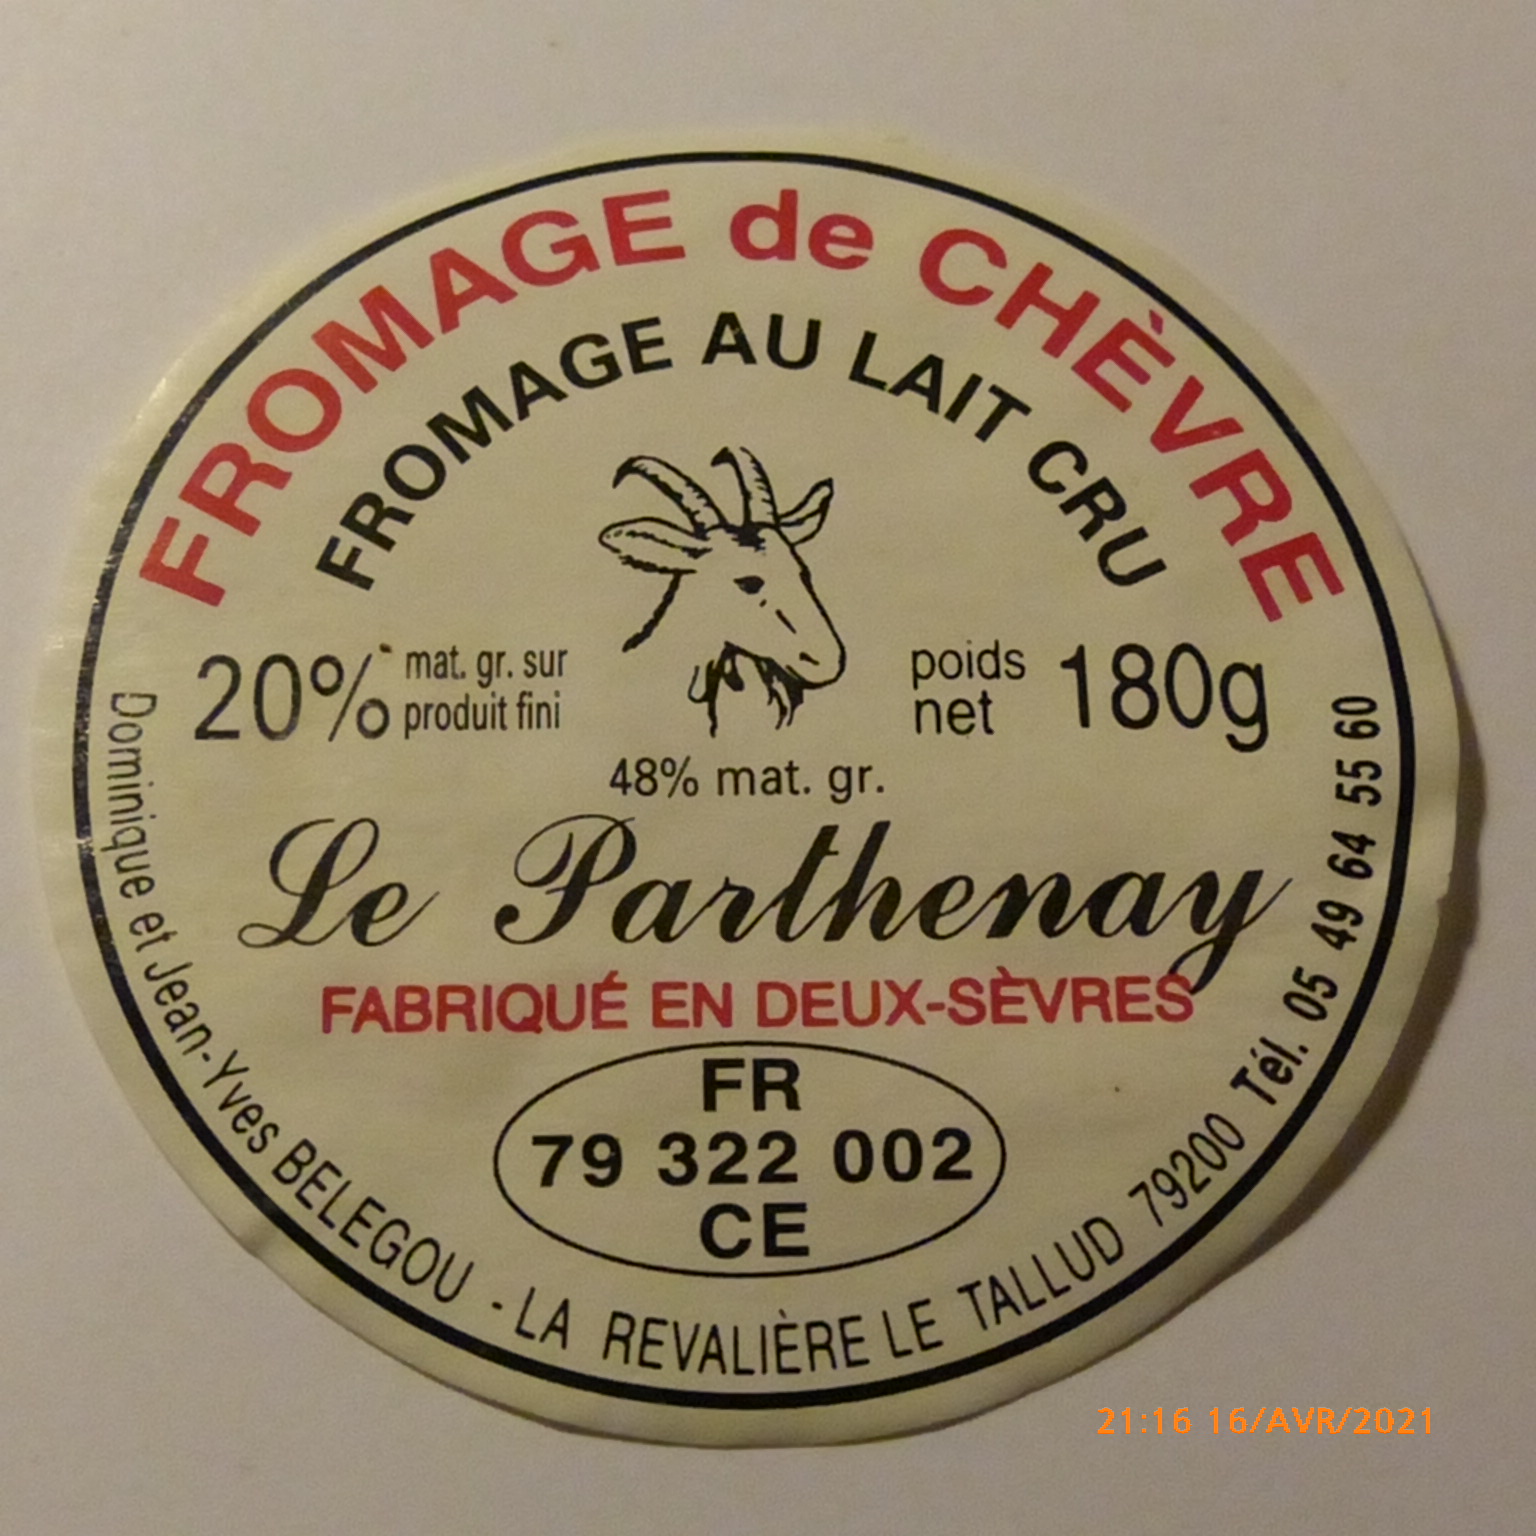 FROMAGE de CHÈVRE
FROMAGE AU LAIT CRU
20% mat. gr. sur
produit fini
poids
net 180g
48% mat. gr.
Le Parthenay
FABRIQUÉ EN DEUX-SÈVRES
FR
79 322 002
CE
Dominique et Jean-Yves BELEGOU - LA REVALIÈRE LE TALLUD 79200 Tél. 05 49 64 55 60
21:16 16/AVR/2021